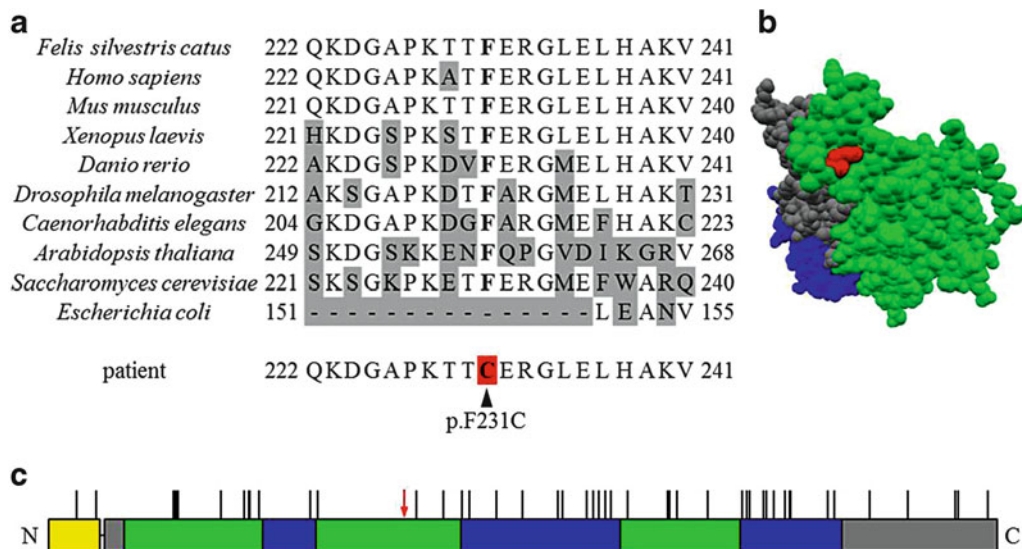 a
Felis silvestris catus 222 QKDGAPKTTFERGLELHAKV 241
Homo sapiens 222 QKDGAPKATFERGLELHAKV 241
Mus musculus 221 QKDGAPKTTFERGLELHAKV 240
Xenopus laevis 221 HKDGSPKSTFERGLELHAKV 240
Danio rerio 222 AKDGSPKDVFERGMELHAKV 241
Drosophila melanogaster 212 AKSGAPKDTFARGMELHAKT 231
Caenorhabditis elegans 204 GKDGAPKDGFARGMEFHAKC 223
Arabidopsis thaliana 249 SKDGSKKENFQPGVDIKGRV 268
Saccharomyces cerevisiae 221 SKSGKPKETFERGMEFWARQ 240
Escherichia coli 151 ---------------LEANV 155
patient 222 QKDGAPKTTCERGLELHAKV 241
p.F231C
b
c
N C